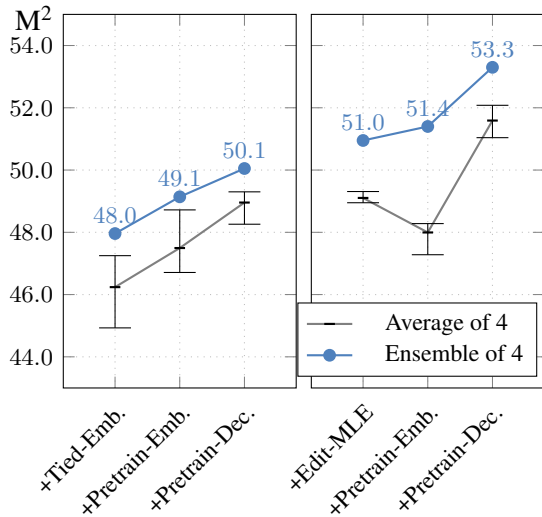 M2
54.0
52.0
50.0
48.0
46.0
44.0
48.0
49.1
50.1
51.0
51.4
53.3
Average of 4
Ensemble of 4
+Tied-Emb.
+Pretrain-Emb.
+Pretrain-Dec.
+Edit-MLE
+Pretrain-Emb.
+Pretrain-Dec.